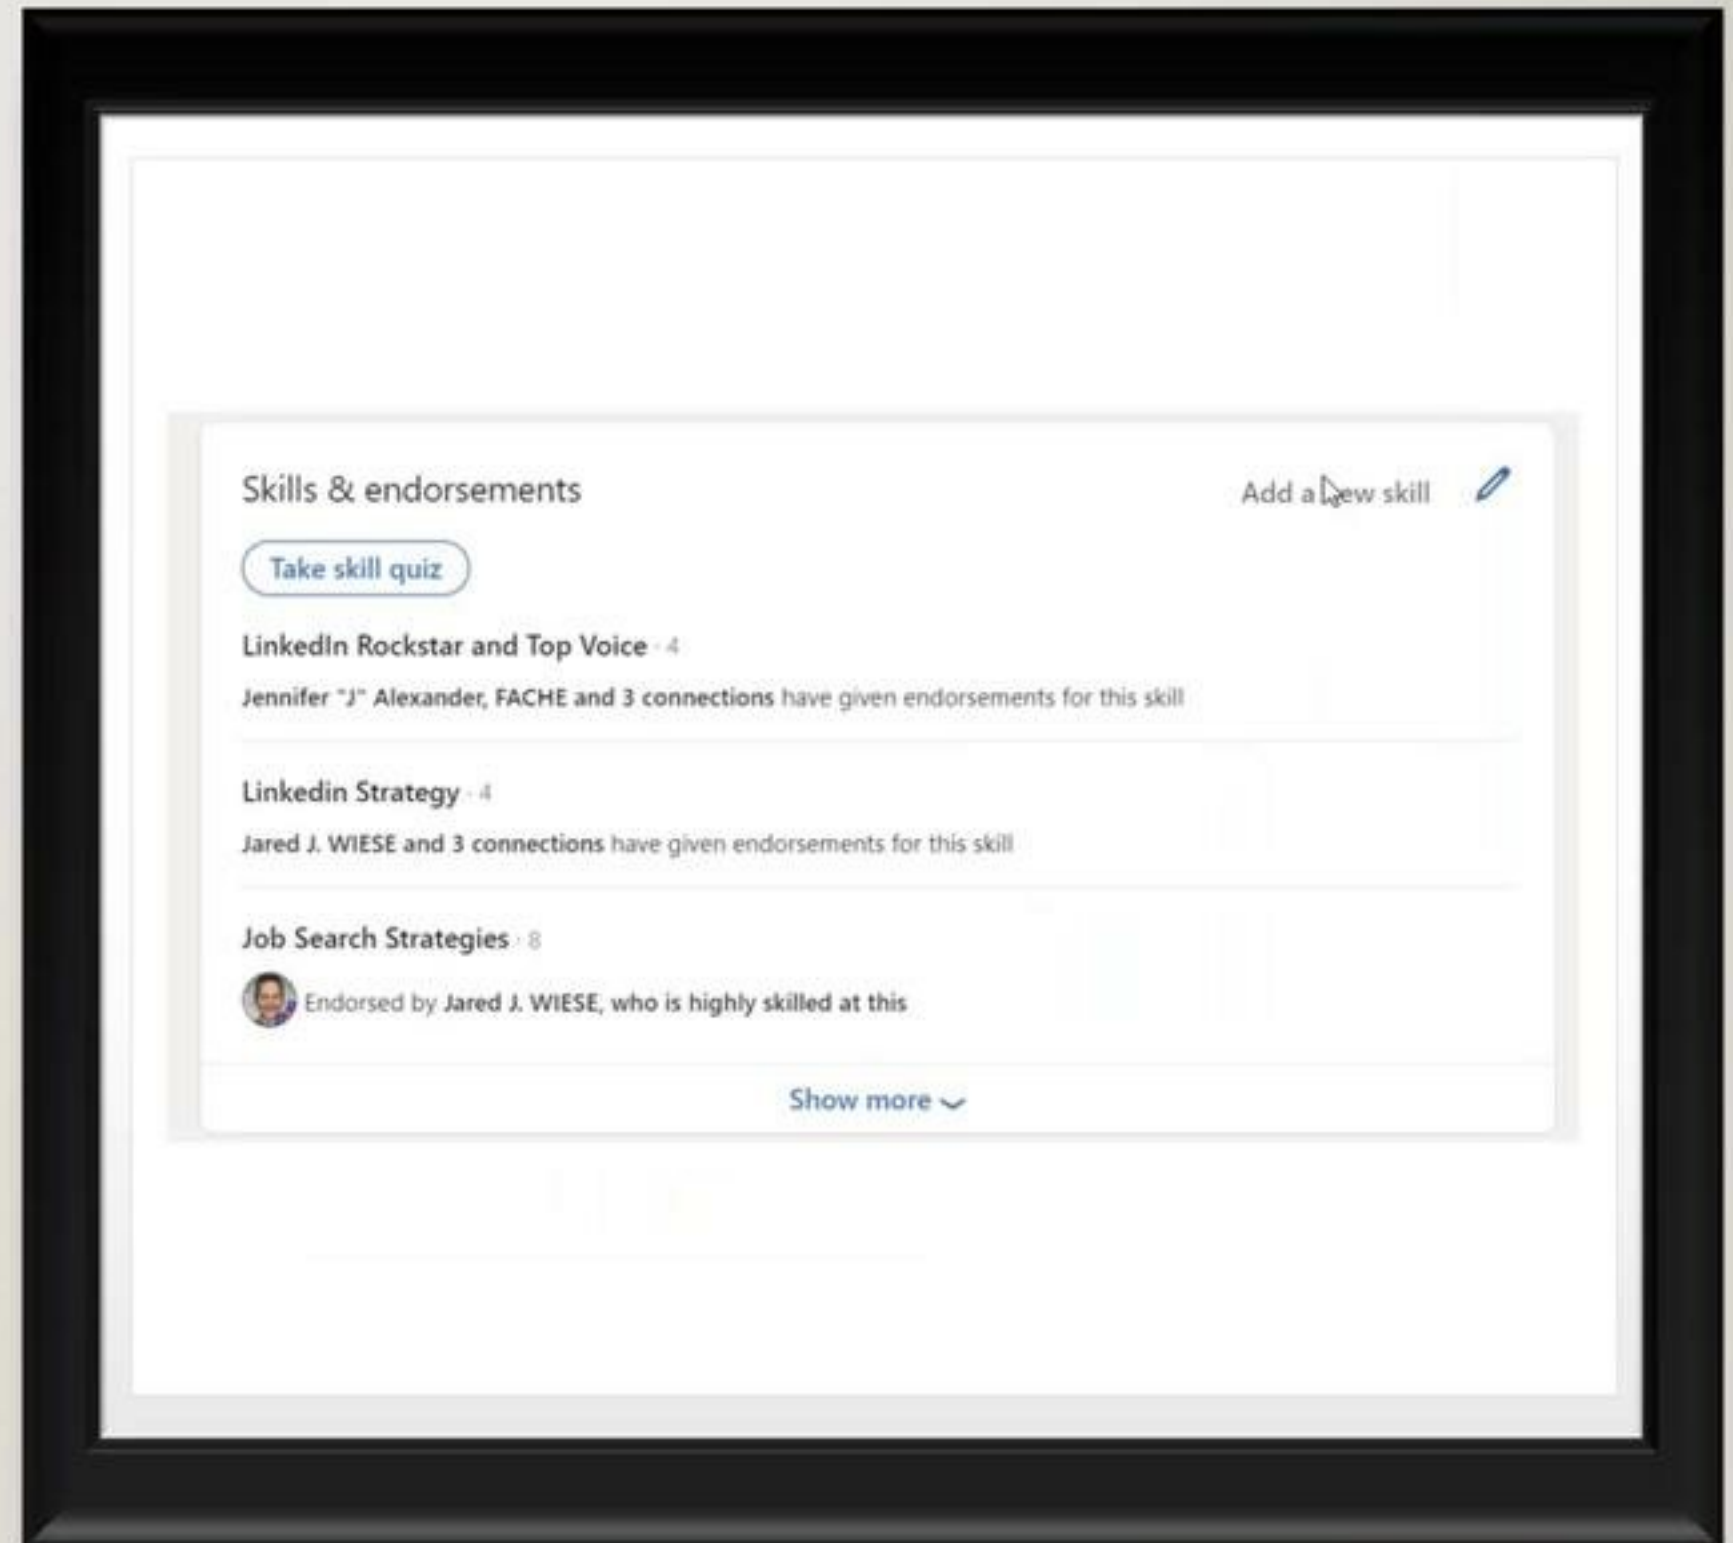 Skills & endorsements
Add a new skill
Take skill quiz
LinkedIn Rockstar and Top Voice · 4
Jennifer "J" Alexander, FACHE and 3 connections have given endorsements for this skill
Linkedin Strategy · 4
Jared J. WIESE and 3 connections have given endorsements for this skill
Job Search Strategies · 8
Endorsed by Jared J. WIESE, who is highly skilled at this
Show more